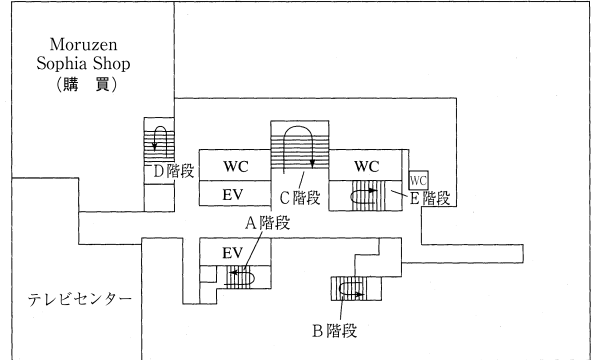 Moruzen
Sophia Shop
(購 買)
D階段
WC
EV
C階段
WC
WC
E階段
A階段
EV
テレビセンター
B階段